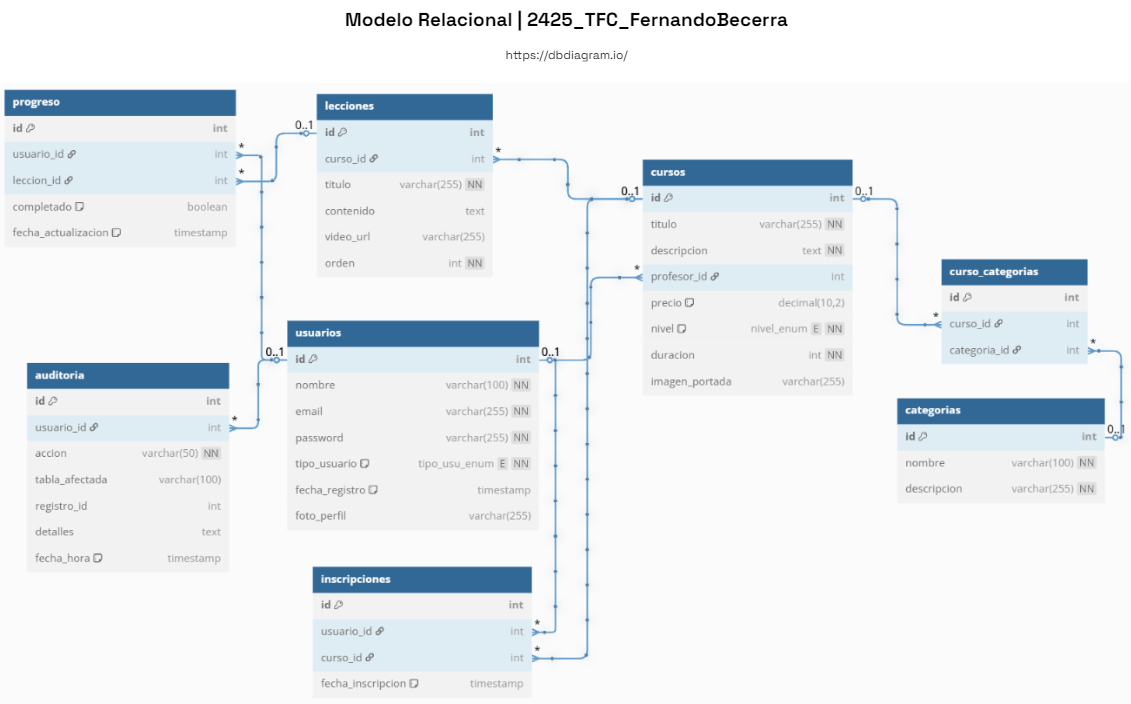 Modelo Relacional | 2425_TFC_FernandoBecerra
https://dbdiagram.io/
progreso
id int
usuario_id int
leccion_id int
completado boolean
fecha_actualizacion timestamp
*
*
lecciones
0..1
id int
curso_id int
*
titulo varchar(255) NN
contenido text
video_url varchar(255)
orden int NN
cursos
0..1
id int
0..1
titulo varchar(255) NN
descripcion text NN
*
profesor_id int
precio decimal(10,2)
nivel nivel_enum E NN
duracion int NN
imagen_portada varchar(255)
curso_categorias
id int
*
curso_id int
categoria_id int
*
categorias
id int
0..1
nombre varchar(100) NN
descripcion varchar(255) NN
usuarios
0..1
id int
0..1
nombre varchar(100) NN
email varchar(255) NN
password varchar(255) NN
tipo_usuario tipo_usu_enum E NN
fecha_registro timestamp
foto_perfil varchar(255)
auditoria
id int
usuario_id int
*
accion varchar(50) NN
tabla_afectada varchar(100)
registro_id int
detalles text
fecha_hora timestamp
inscripciones
id int
usuario_id int
*
curso_id int
*
fecha_inscripcion timestamp